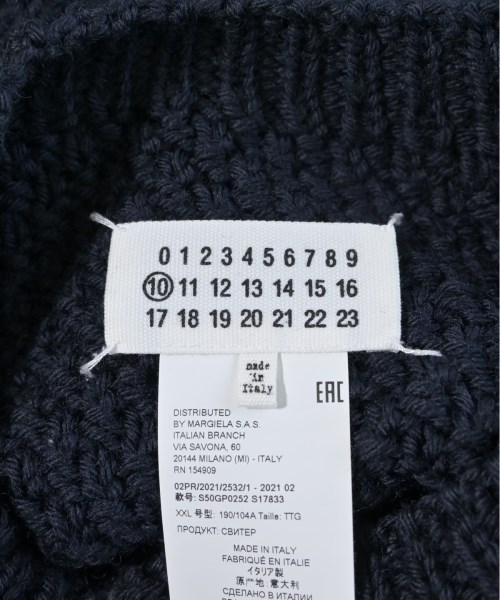 0 1 2 3 4 5 6 7 8 9
10 11 12 13 14 15 16
17 18 19 20 21 22 23
made
in
Italy
EAC
DISTRIBUTED
BY MARGIELA S.A.S.
ITALIAN BRANCH
VIA SAVONA, 60
20144 MILANO (MI) - ITALY
RN 154909
02PR/2021/2532/1 - 2021 02
款号: S50GP0252 S17833
XXL 号型: 190/104A Taille: TTG
ПРОДУКТ: СВИТЕР
MADE IN ITALY
FABRIQUÉ EN ITALIE
イタリア製
原产地: 意大利
СДЕЛАНО В ИТАЛИИ